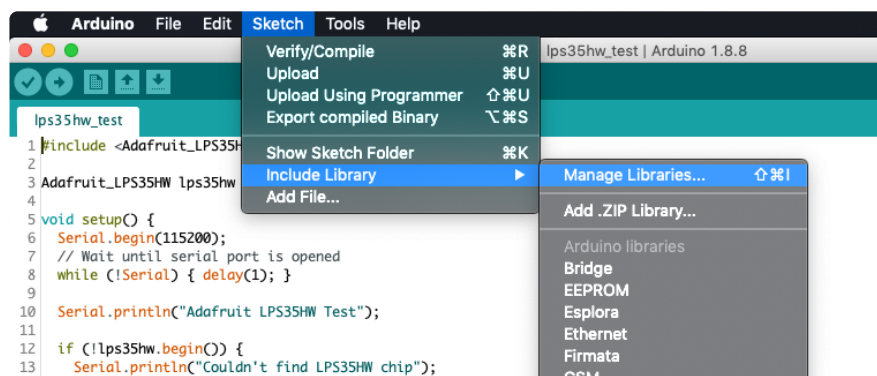 Arduino File Edit Sketch Tools Help
lps35hw_test | Arduino 1.8.8
Verify/Compile ⌘R
Upload ⌘U
Upload Using Programmer ⇧⌘U
Export compiled Binary ⌥⌘S
Show Sketch Folder ⌘K
Include Library ▶
Add File...
Manage Libraries... ⇧⌘I
Add .ZIP Library...
Arduino libraries
Bridge
EEPROM
Esplora
Ethernet
Firmata
lps35hw_test
1 #include <Adafruit_LPS35H
2
3 Adafruit_LPS35HW lps35hw
4
5 void setup() {
6 Serial.begin(115200);
7 // Wait until serial port is opened
8 while (!Serial) { delay(1); }
9
10 Serial.println("Adafruit LPS35HW Test");
11
12 if (!lps35hw.begin()) {
13 Serial.println("Couldn't find LPS35HW chip");